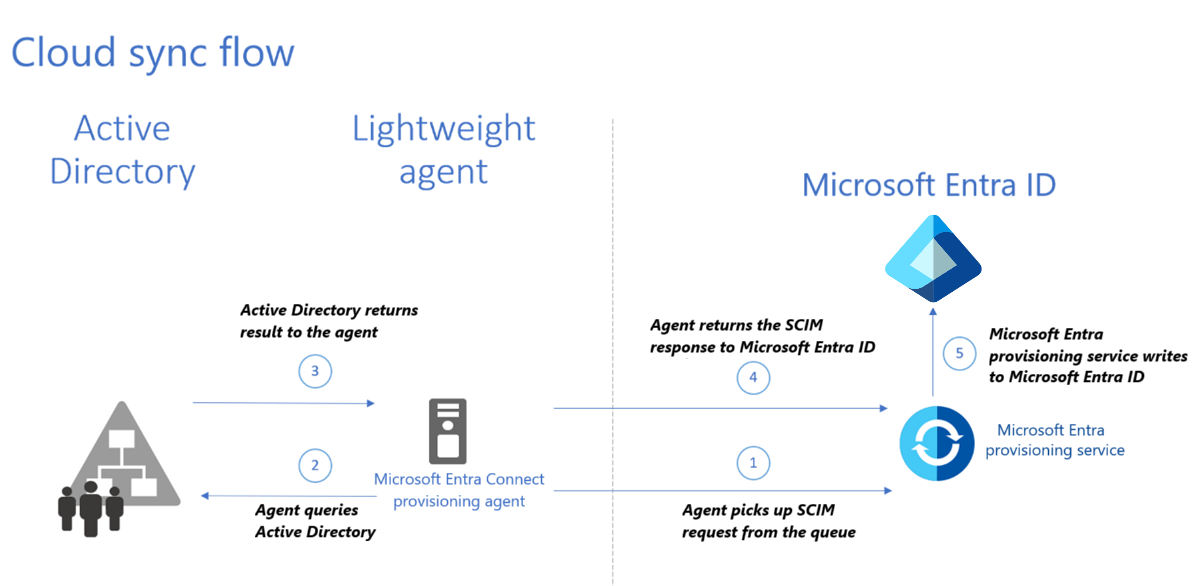 Cloud sync flow
Active
Directory
Lightweight
agent
Microsoft Entra ID
Active Directory returns
result to the agent
3
Agent returns the SCIM
response to Microsoft Entra ID
4
5
Microsoft Entra
provisioning service writes
to Microsoft Entra ID
2
Agent queries
Active Directory
Microsoft Entra Connect
provisioning agent
1
Agent picks up SCIM
request from the queue
Microsoft Entra
provisioning service